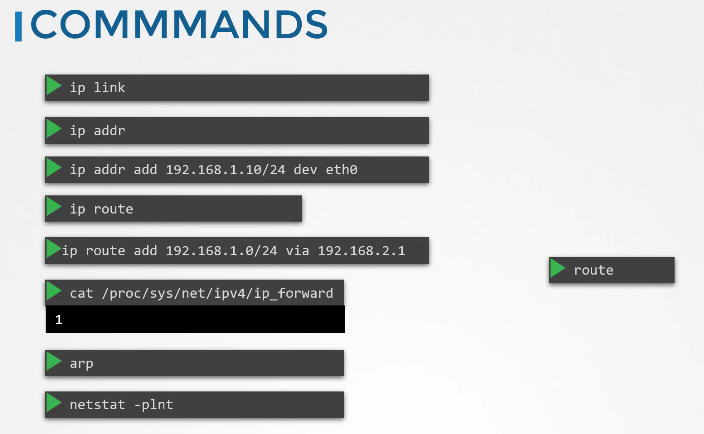 COMMMANDS
ip link
ip addr
ip addr add 192.168.1.10/24 dev eth0
ip route
ip route add 192.168.1.0/24 via 192.168.2.1
route
cat /proc/sys/net/ipv4/ip_forward
1
arp
netstat -plnt